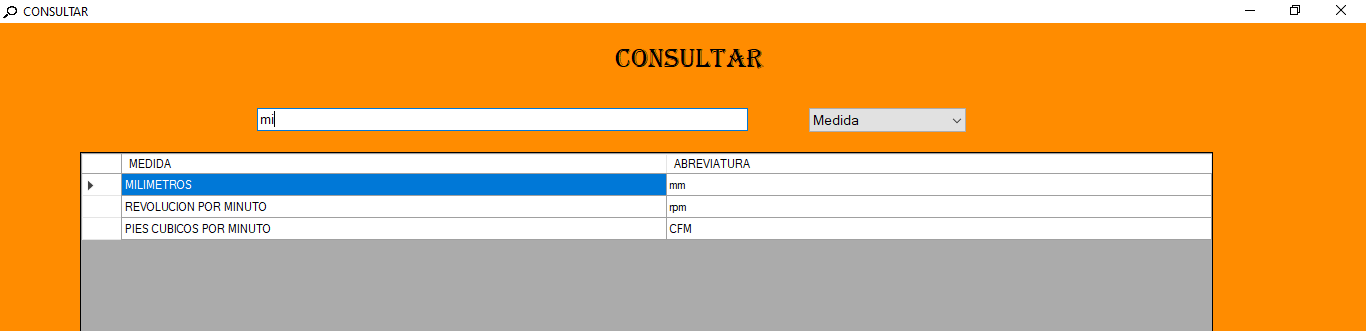 CONSULTAR
CONSULTAR
mi Medida
MEDIDA ABREVIATURA
MILIMETROS mm
REVOLUCION POR MINUTO rpm
PIES CUBICOS POR MINUTO CFM